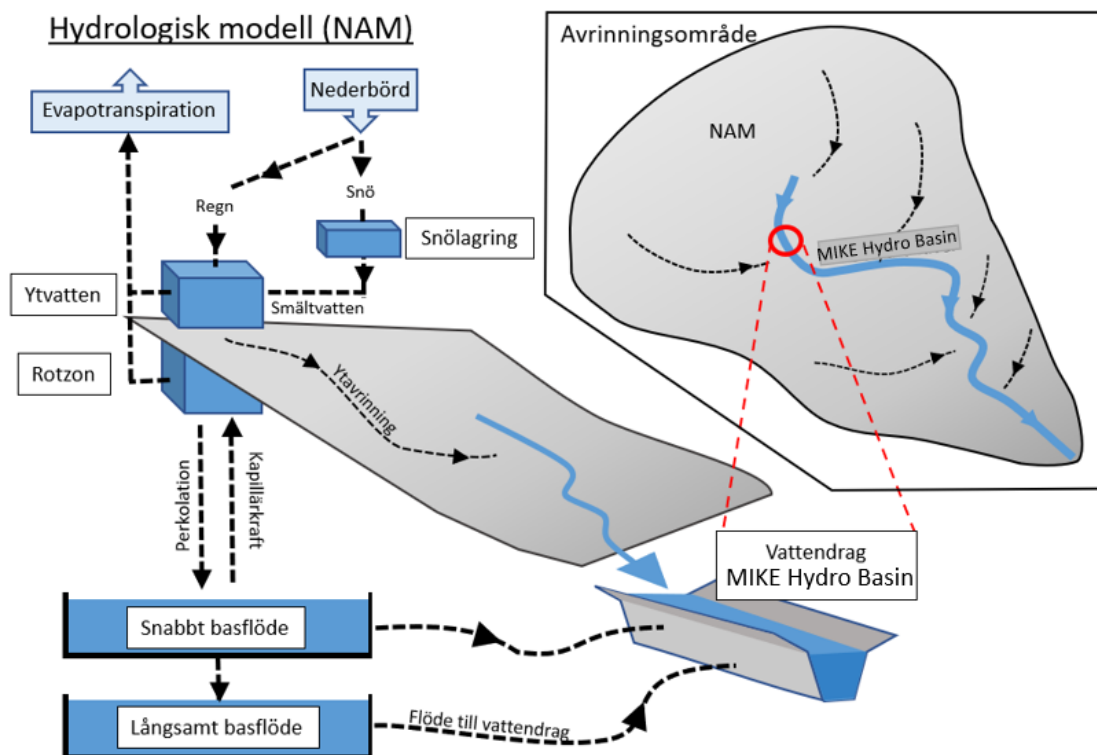 Hydrologisk modell (NAM)
Evapotranspiration
Nederbörd
Regn
Snö
Snölagring
Ytvatten
Smältvatten
Rotzon
Ytavrinning
Perkolation
Kapillärkraft
Snabbt basflöde
Långsamt basflöde
Flöde till vattendrag
Avrinningsområde
NAM
MIKE Hydro Basin
Vattendrag
MIKE Hydro Basin